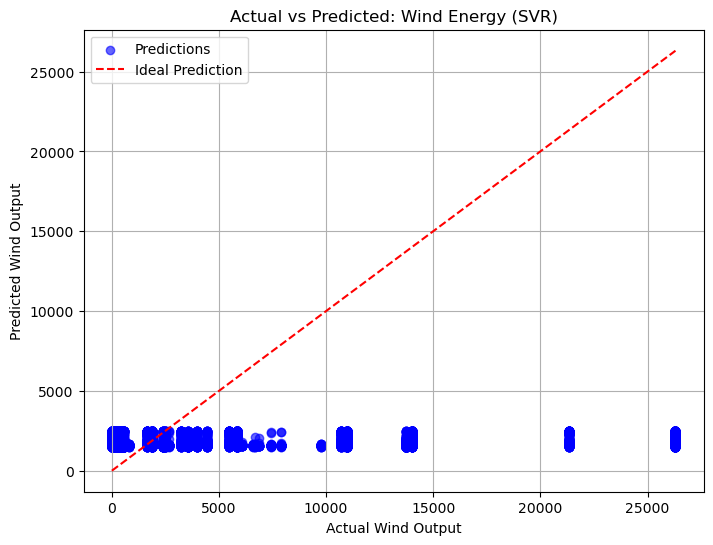 Actual vs Predicted: Wind Energy (SVR)
Predictions
Ideal Prediction
25000
20000
15000
10000
5000
0
Predicted Wind Output
0 5000 10000 15000 20000 25000
Actual Wind Output